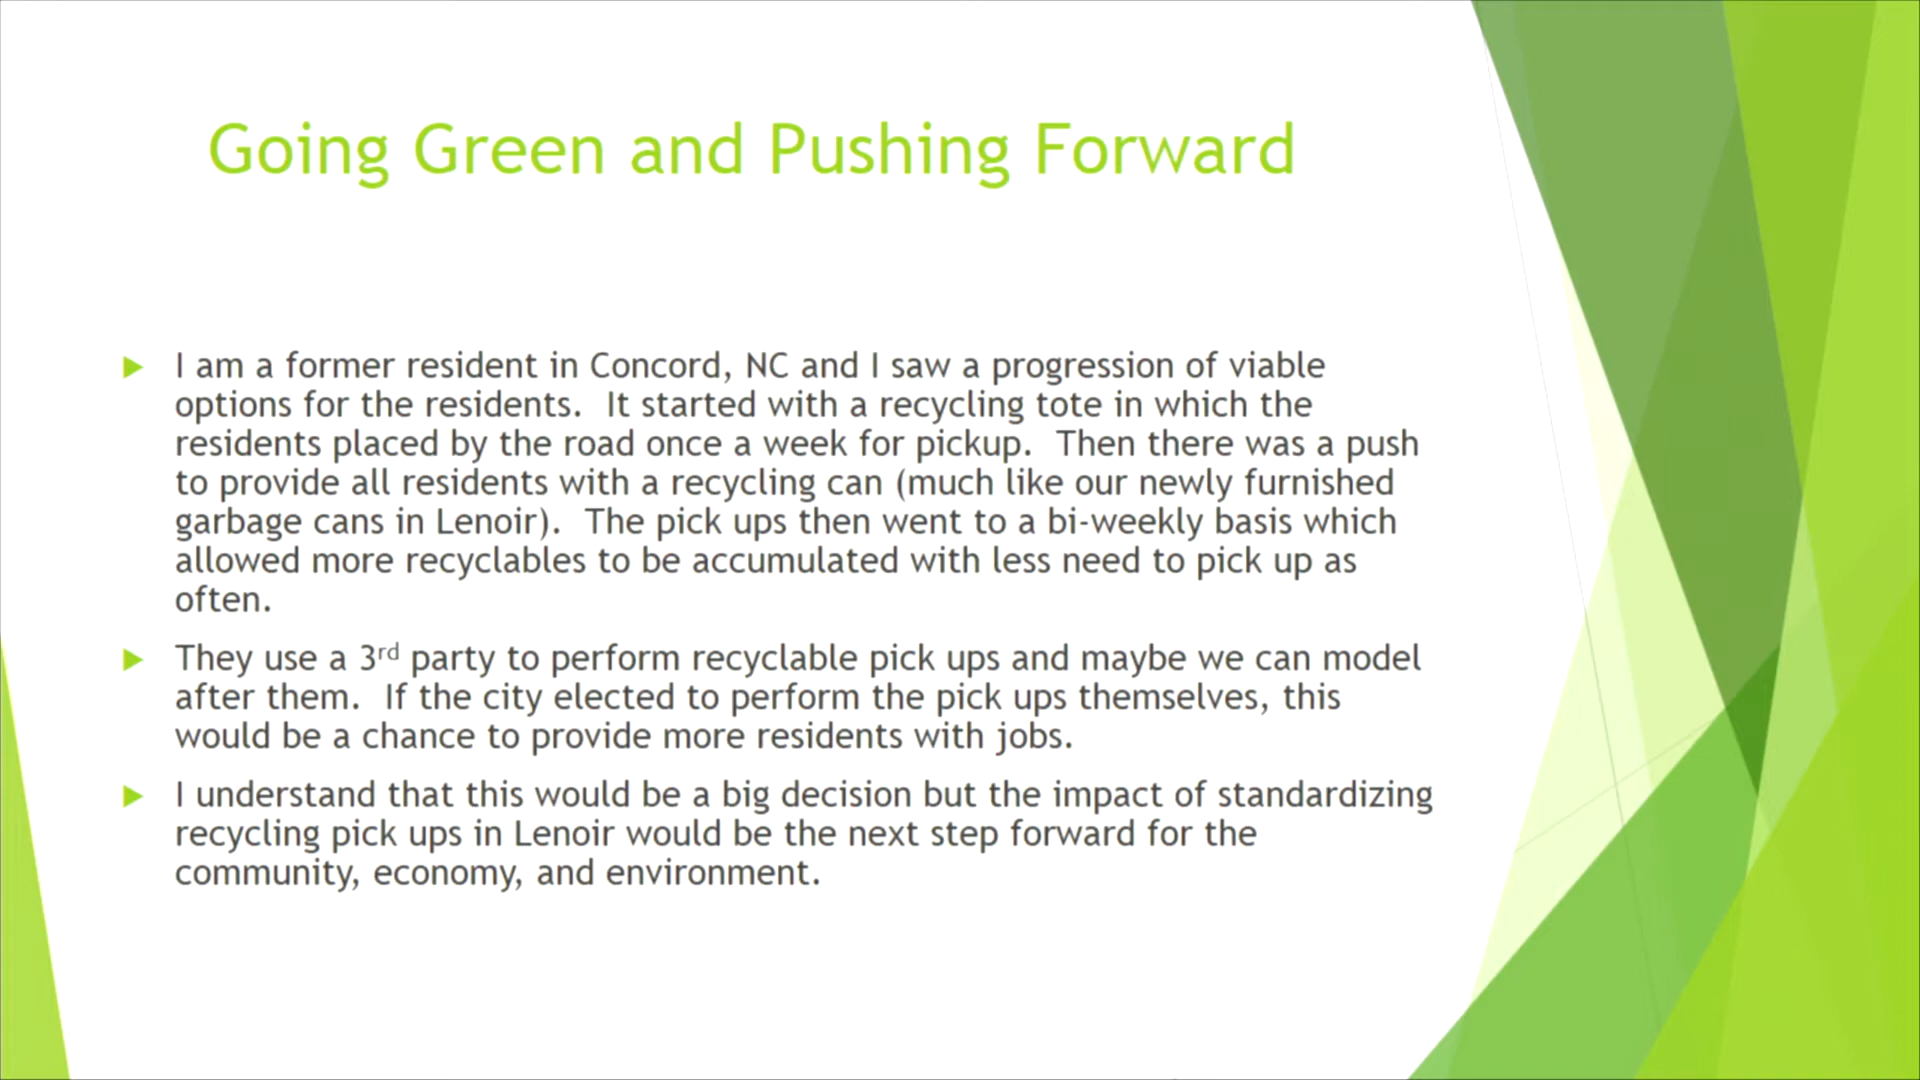 Going Green and Pushing Forward
I am a former resident in Concord, NC and I saw a progression of viable
options for the residents.  It started with a recycling tote in which the
residents placed by the road once a week for pickup.  Then there was a push
to provide all residents with a recycling can (much like our newly furnished
garbage cans in Lenoir).  The pick ups then went to a bi-weekly basis which
allowed more recyclables to be accumulated with less need to pick up as
often.
They use a 3rd party to perform recyclable pick ups and maybe we can model
after them.  If the city elected to perform the pick ups themselves, this
would be a chance to provide more residents with jobs.
I understand that this would be a big decision but the impact of standardizing
recycling pick ups in Lenoir would be the next step forward for the
community, economy, and environment.